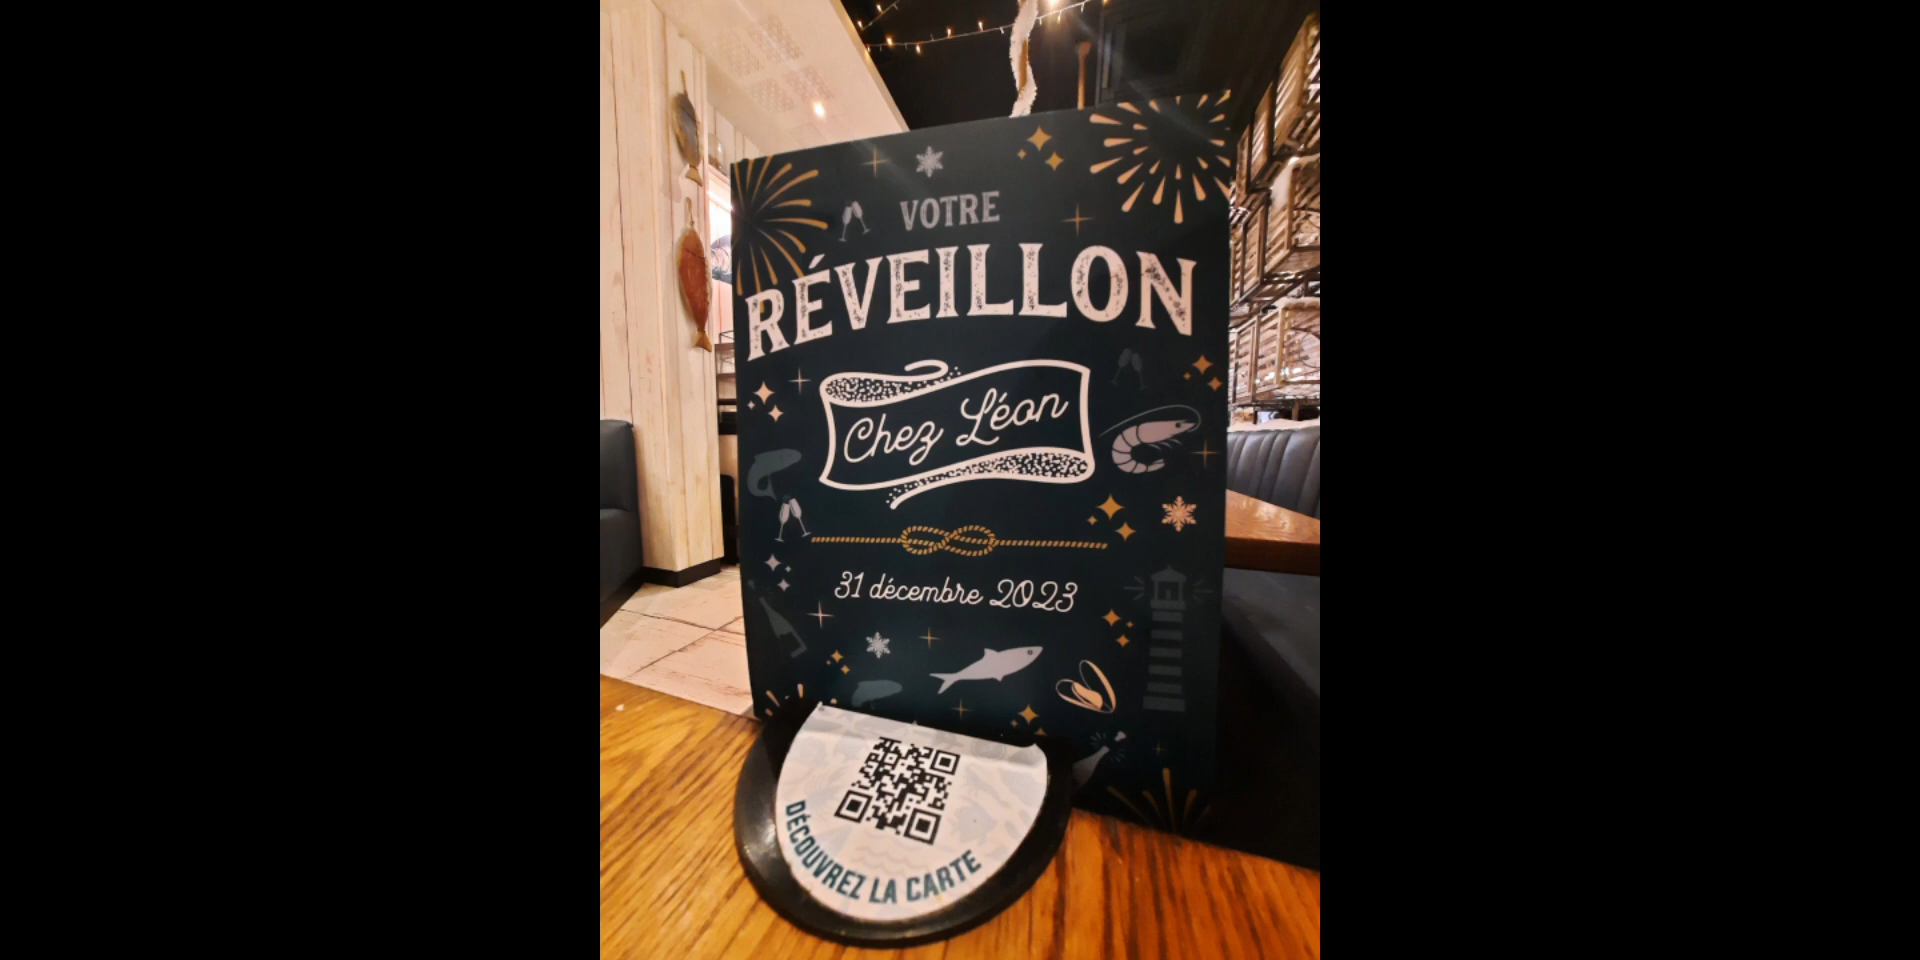 VOTRE
RÉVEILLON
Chez Léon
31 décembre 2023
DÉCOUVREZ LA CARTE